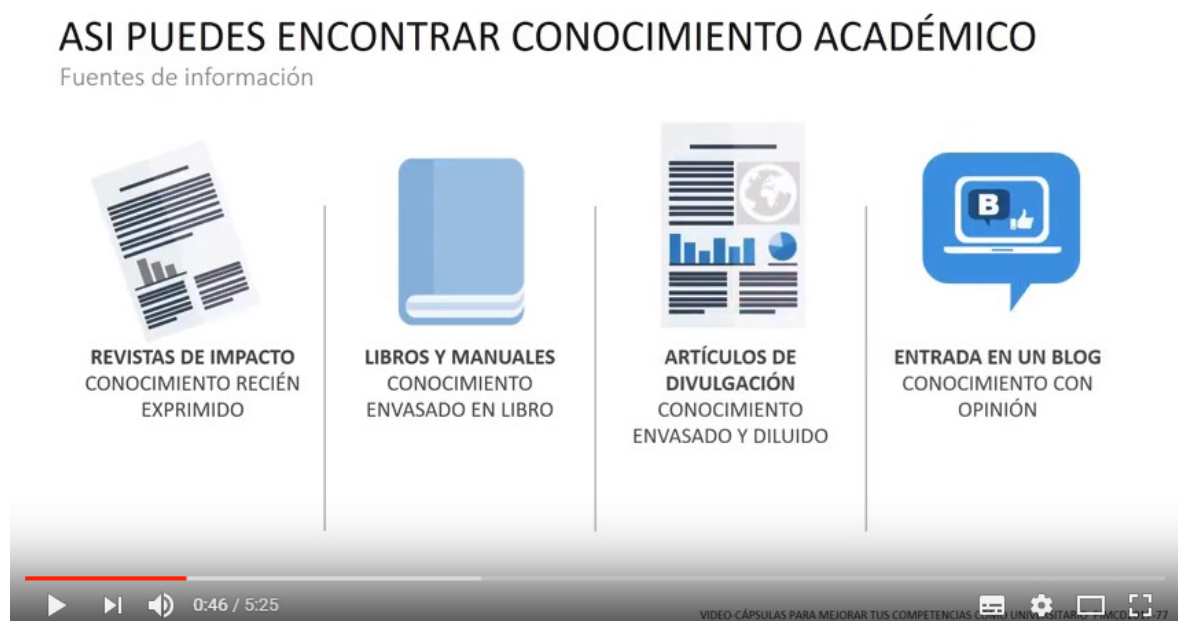 ASI PUEDES ENCONTRAR CONOCIMIENTO ACADÉMICO
Fuentes de información
B
REVISTAS DE IMPACTO
CONOCIMIENTO RECIÉN
EXPRIMIDO
LIBROS Y MANUALES
CONOCIMIENTO
ENVASADO EN LIBRO
ARTÍCULOS DE
DIVULGACIÓN
CONOCIMIENTO
ENVASADO Y DILUIDO
ENTRADA EN UN BLOG
CONOCIMIENTO CON
OPINIÓN
0:46 / 5:25
VIDEO-CÁPSULAS PARA MEJORAR TUS COMPETENCIAS COMO UNIVERSITARIO